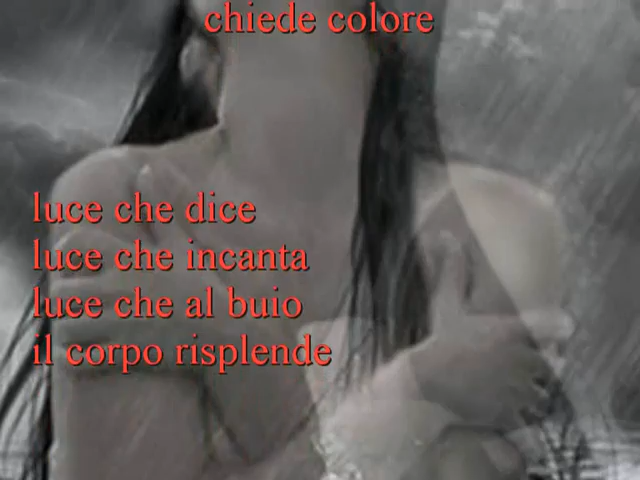 chiede colore
luce che dice
luce che incanta
luce che al buio
il corpo risplende